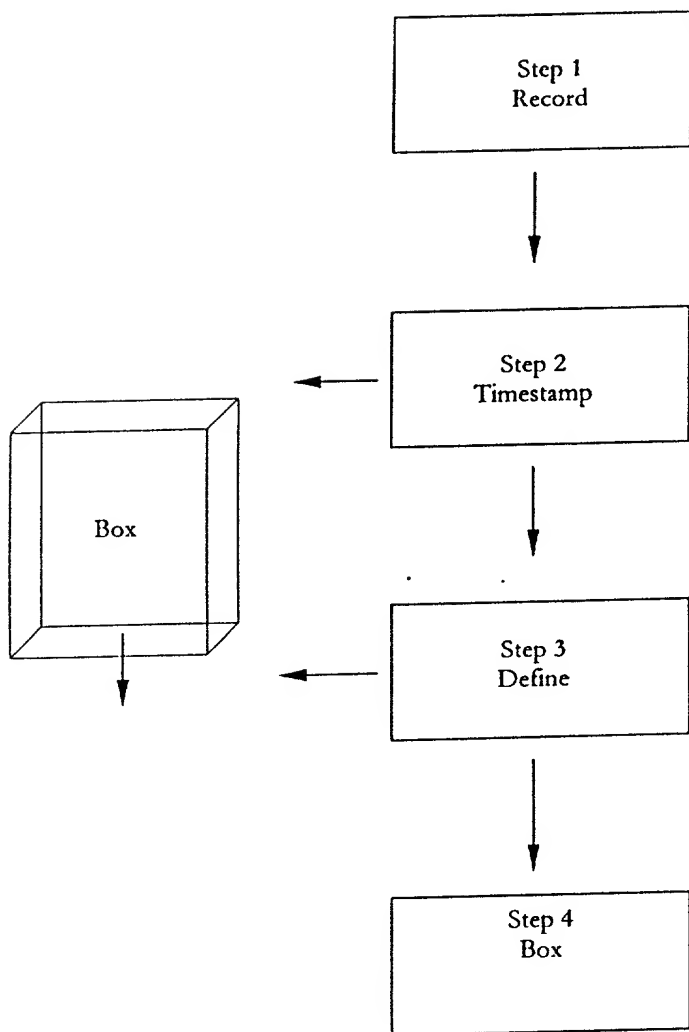 Step 1
Record
Step 2
Timestamp
Box
Step 3
Define
Step 4
Box